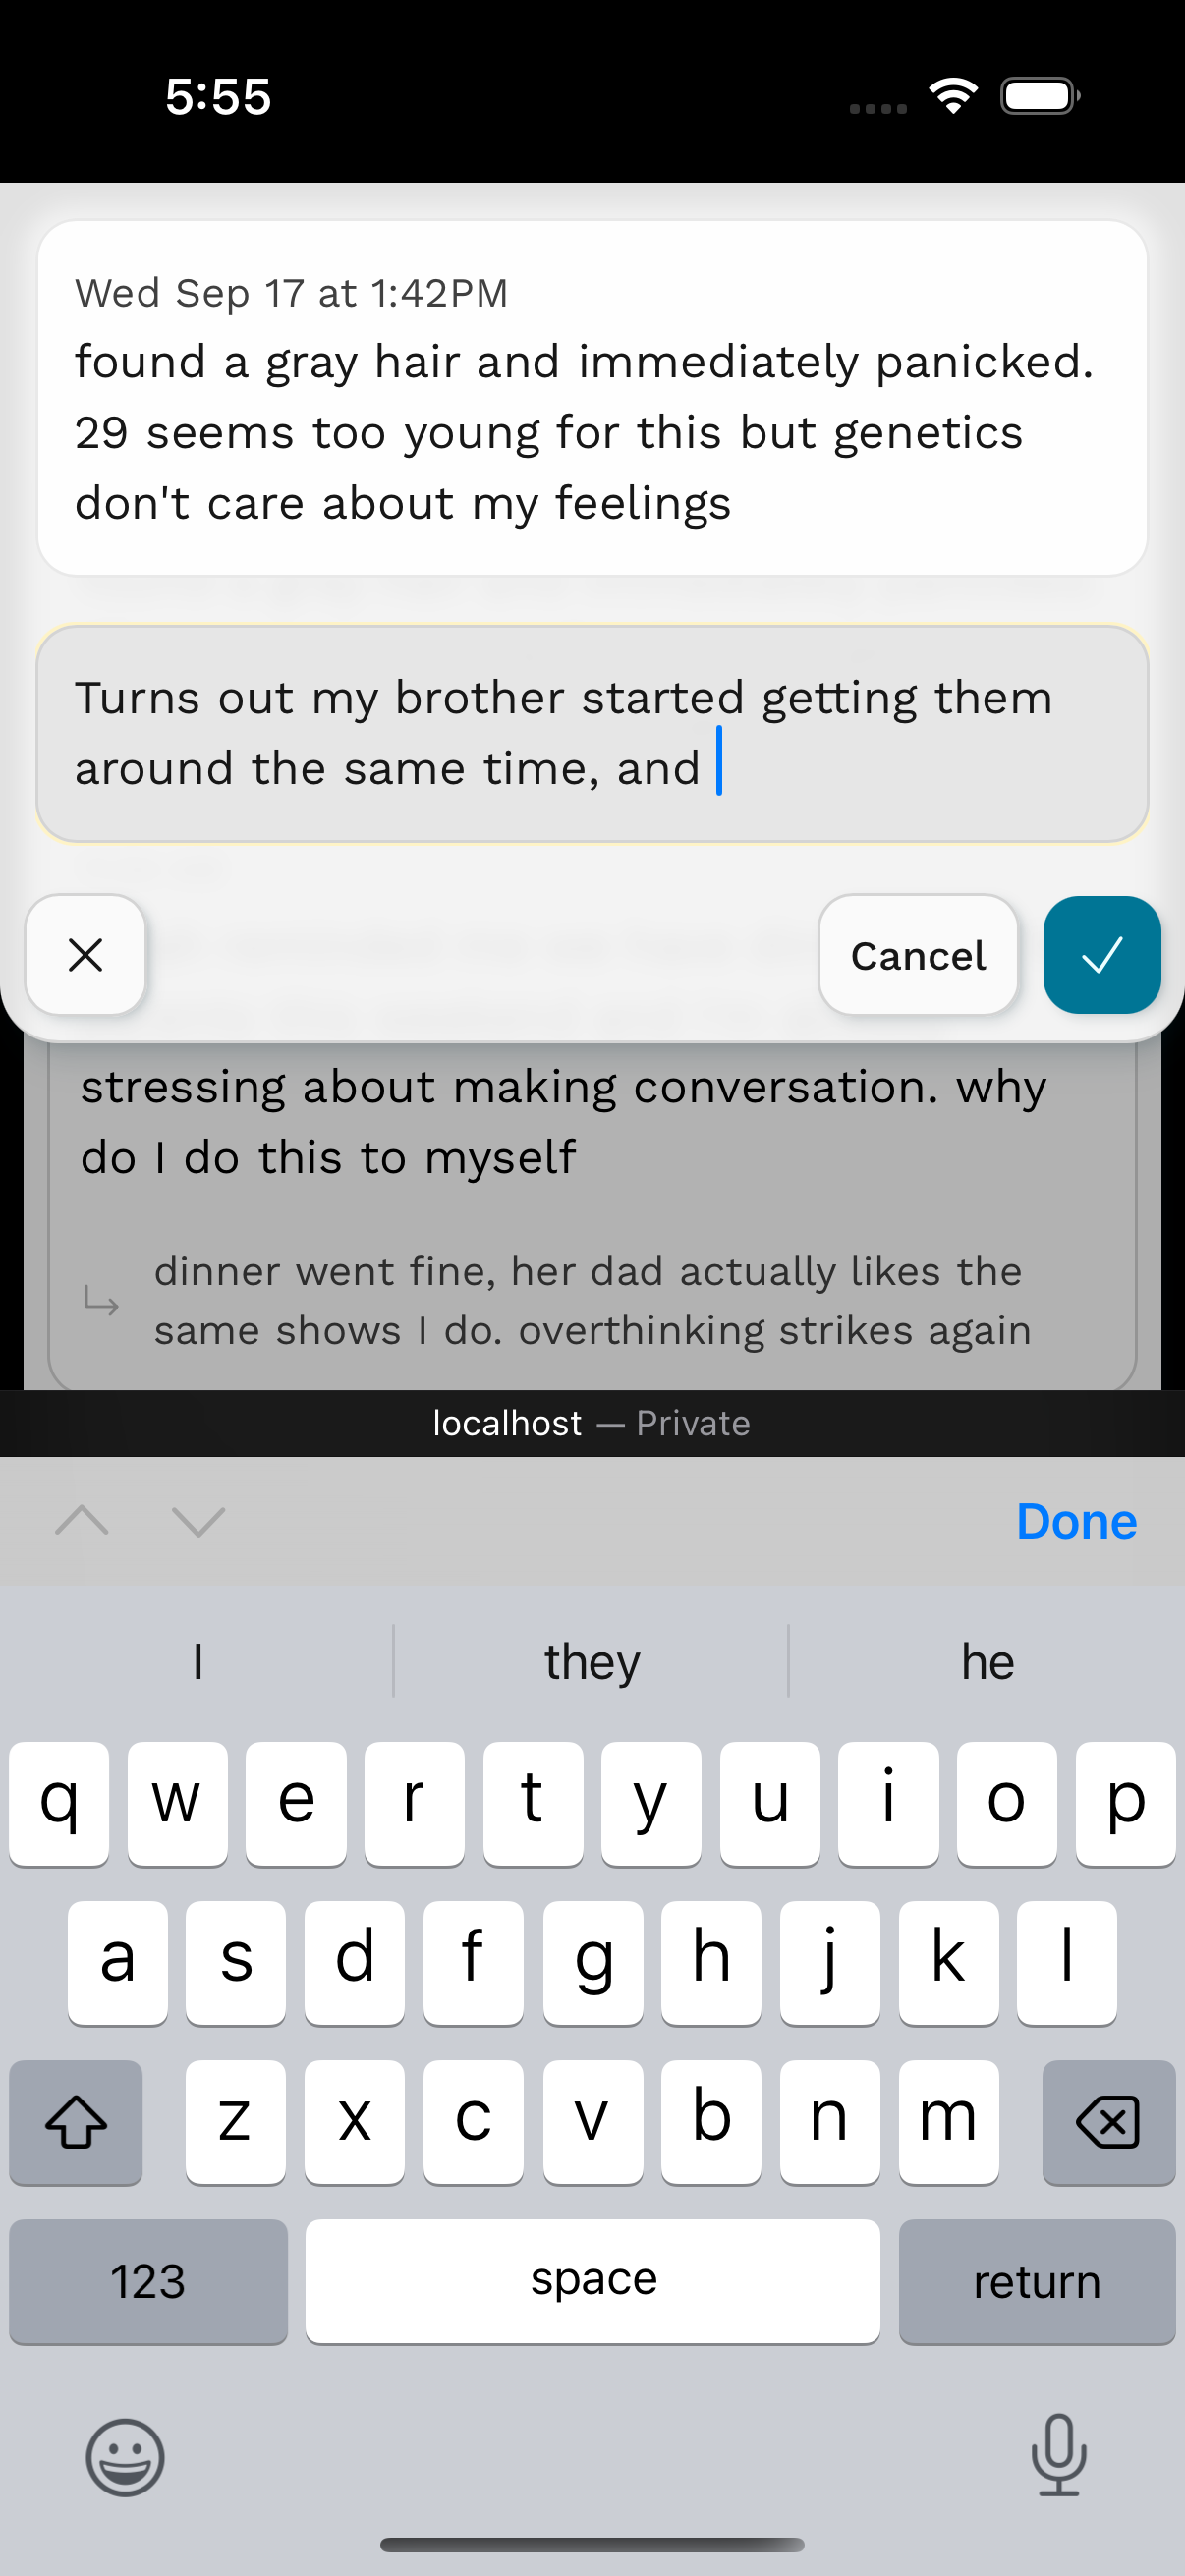 5:55
Wed Sep 17 at 1:42PM
found a gray hair and immediately panicked.
29 seems too young for this but genetics
don't care about my feelings
Turns out my brother started getting them
around the same time, and
Cancel
stressing about making conversation. why
do I do this to myself
dinner went fine, her dad actually likes the
same shows I do. overthinking strikes again
localhost — Private
Done
I they he
q w e r t y u i o p
a s d f g h j k l
z x c v b n m
123 space return